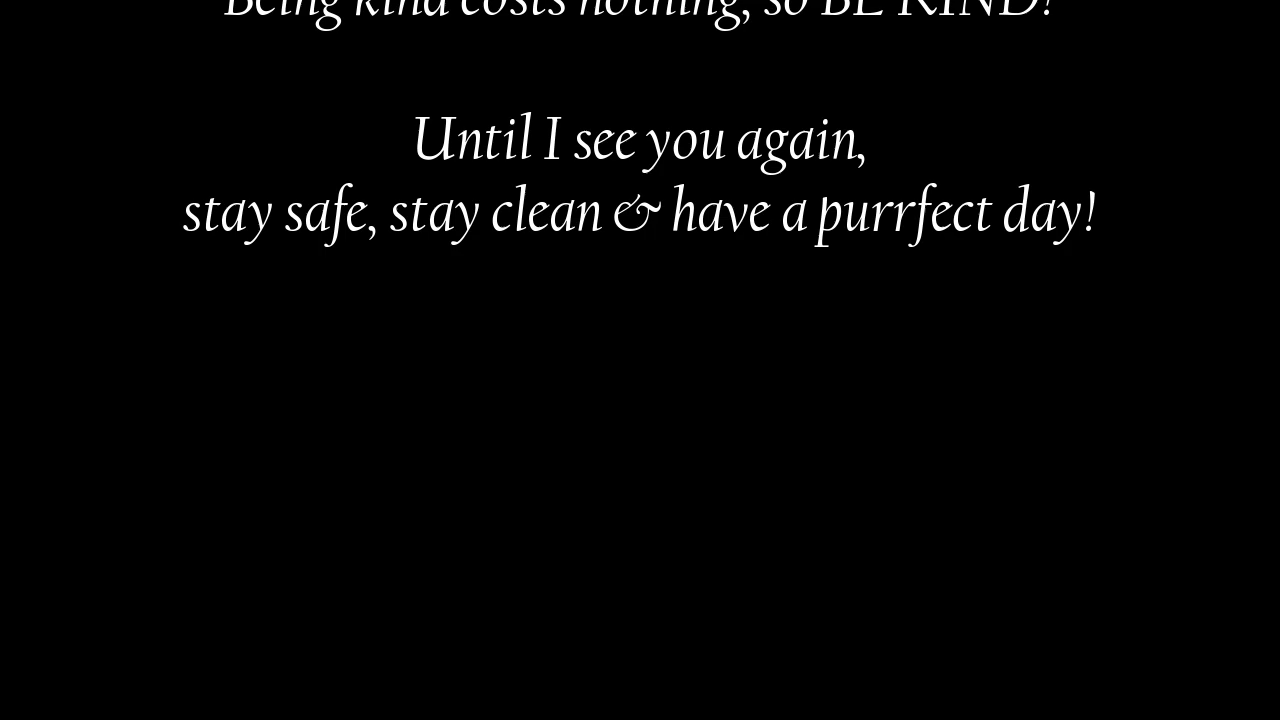 Being kind costs nothing, so BE KIND!
Until I see you again,
stay safe, stay clean & have a purrfect day!